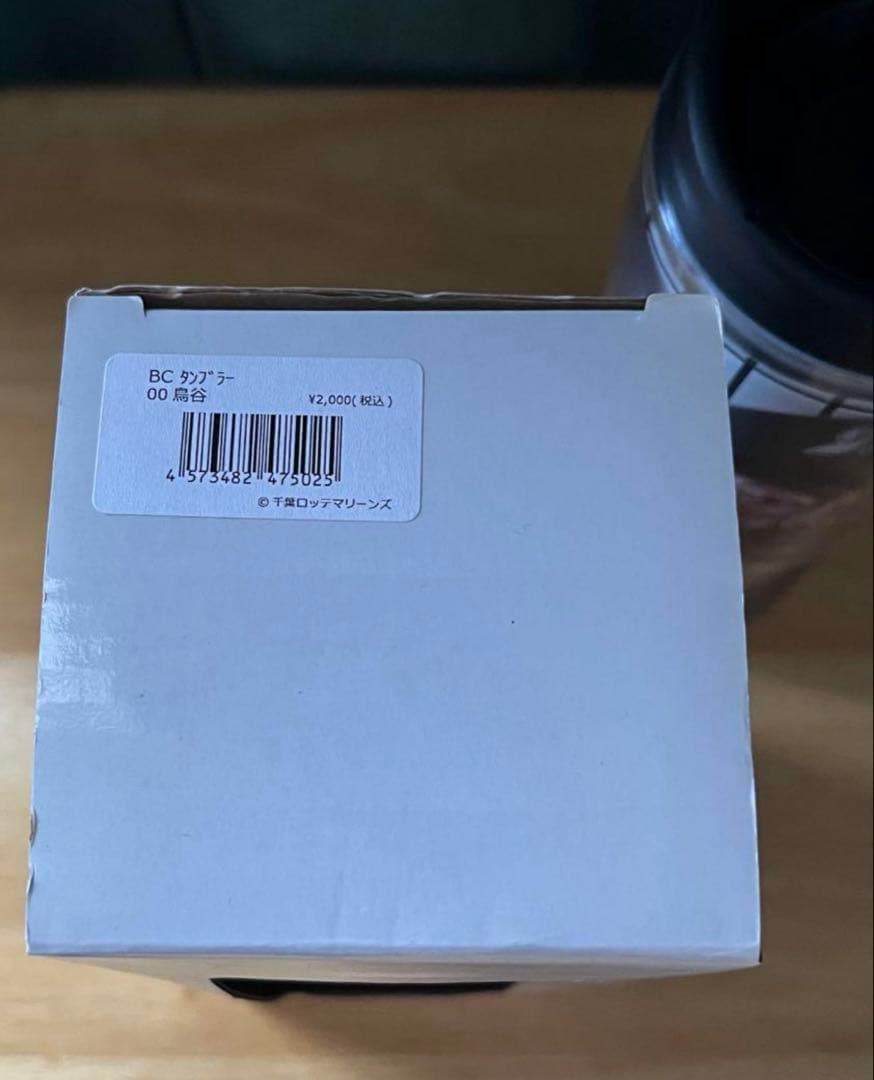 BC ﾀﾝﾌﾞﾗｰ
00 鳥谷
¥2,000(税込)
4 573482 475025
© 千葉ロッテマリーンズ